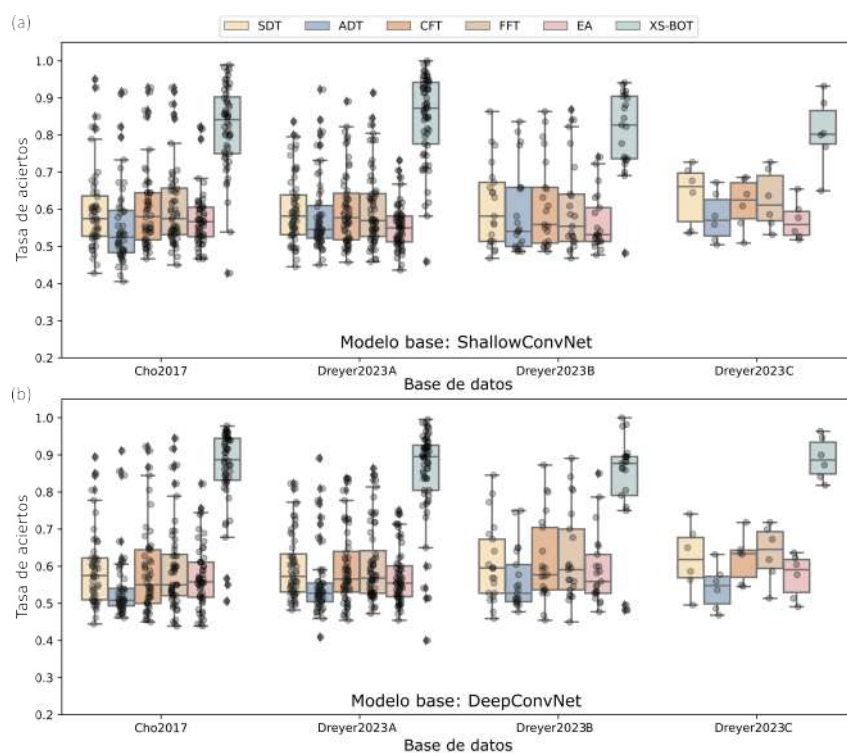 (a)
SDT ADT CFT FFT EA XS-BOT
1.0
0.9
0.8
0.7
0.6
0.5
0.4
0.3
0.2
Tasa de aciertos
Modelo base: ShallowConvNet
Cho2017 Dreyer2023A Dreyer2023B Dreyer2023C
Base de datos
(b)
1.0
0.9
0.8
0.7
0.6
0.5
0.4
0.3
0.2
Tasa de aciertos
Modelo base: DeepConvNet
Cho2017 Dreyer2023A Dreyer2023B Dreyer2023C
Base de datos